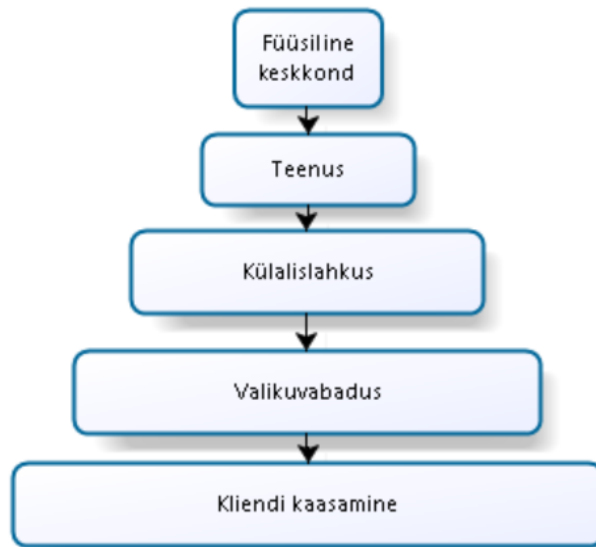 Füüsiline
keskkond
Teenus
Külalislahkus
Valikuvabadus
Kliendi kaasamine